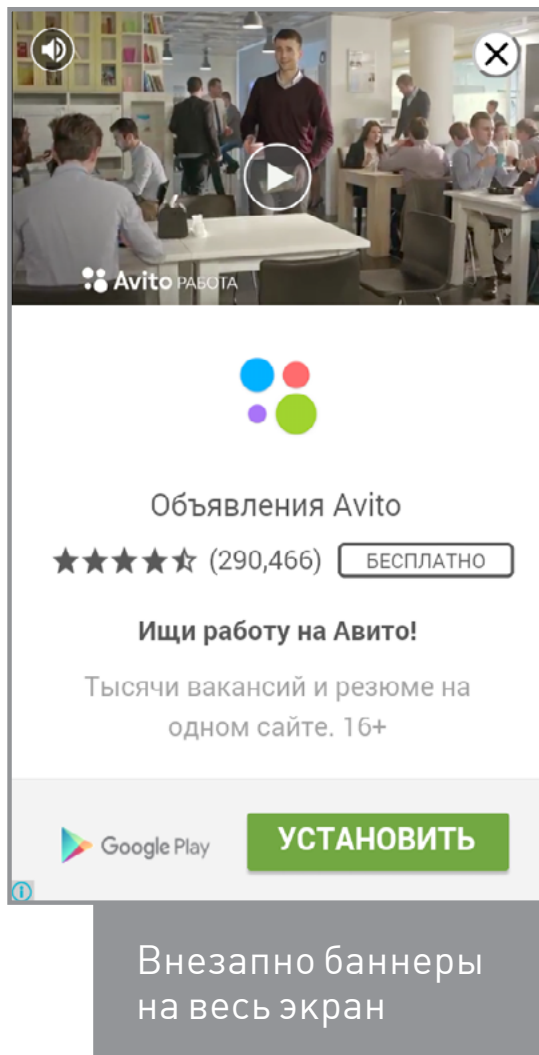 Avito РАБОТА
Объявления Avito
(290,466) БЕСПЛАТНО
Ищи работу на Авито!
Тысячи вакансий и резюме на
одном сайте. 16+
Google Play УСТАНОВИТЬ
Внезапно баннеры
на весь экран